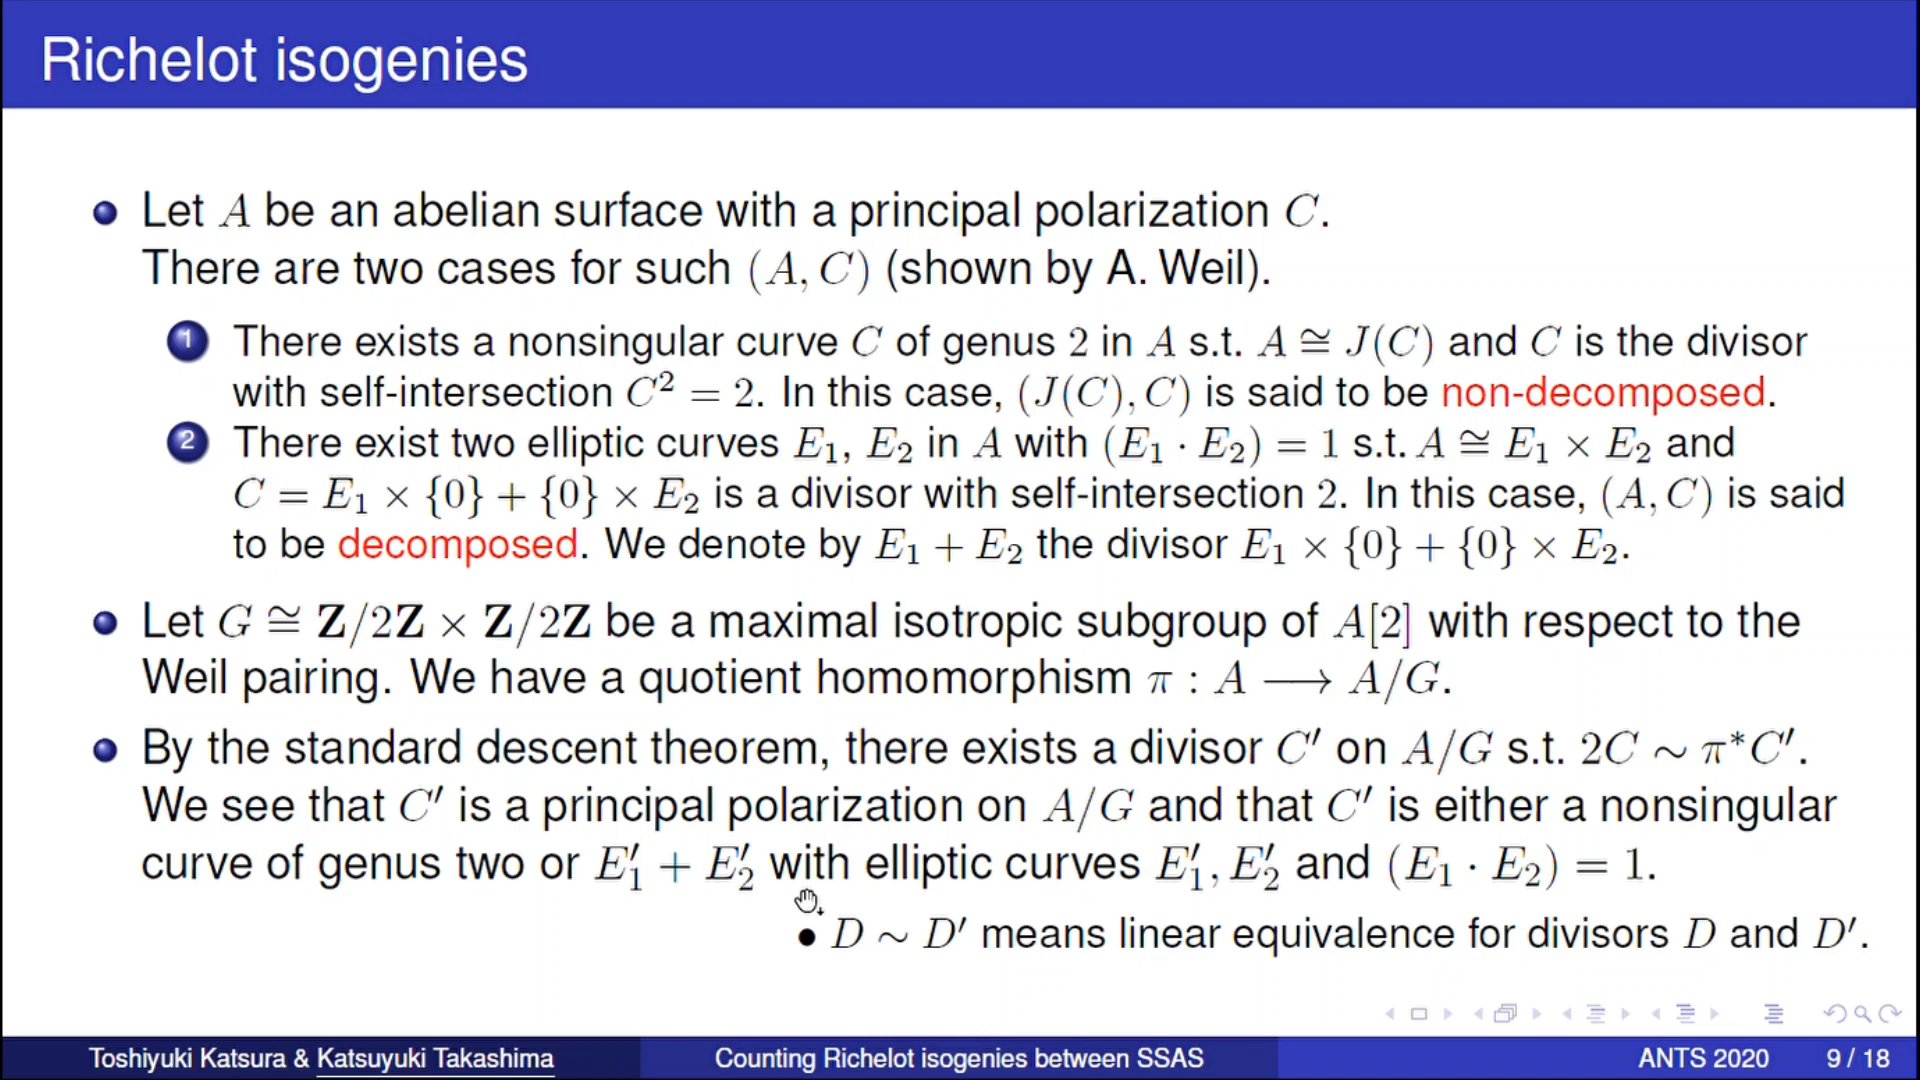 Richelot isogenies
Let A be an abelian surface with a principal polarization C.
There are two cases for such (A, C) (shown by A. Weil).
1 There exists a nonsingular curve C of genus 2 in A s.t. A ≅ J(C) and C is the divisor
with self-intersection C² = 2. In this case, (J(C), C) is said to be non-decomposed.
2 There exist two elliptic curves E₁, E₂ in A with (E₁ · E₂) = 1 s.t. A ≅ E₁ × E₂ and
C = E₁ × {0} + {0} × E₂ is a divisor with self-intersection 2. In this case, (A, C) is said
to be decomposed. We denote by E₁ + E₂ the divisor E₁ × {0} + {0} × E₂.
Let G ≅ Z/2Z × Z/2Z be a maximal isotropic subgroup of A[2] with respect to the
Weil pairing. We have a quotient homomorphism π : A ⟶ A/G.
By the standard descent theorem, there exists a divisor C′ on A/G s.t. 2C ∼ π*C′.
We see that C′ is a principal polarization on A/G and that C′ is either a nonsingular
curve of genus two or E′₁ + E′₂ with elliptic curves E′₁, E′₂ and (E₁ · E₂) = 1.
• D ∼ D′ means linear equivalence for divisors D and D′.
Toshiyuki Katsura & Katsuyuki Takashima Counting Richelot isogenies between SSAS ANTS 2020 9 / 18